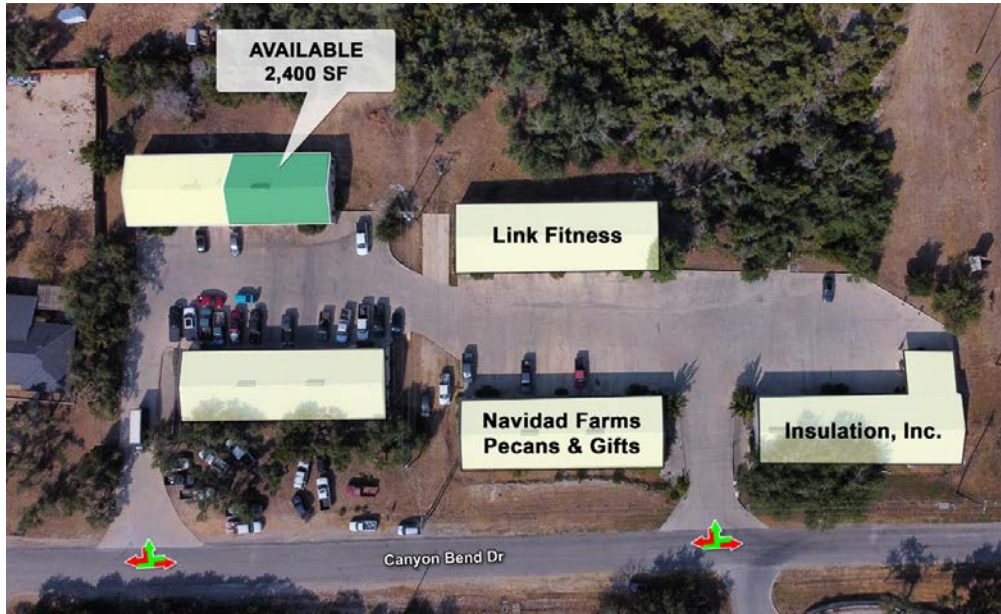 AVAILABLE
2,400 SF
Link Fitness
Navidad Farms
Pecans & Gifts
Insulation, Inc.
Canyon Bend Dr